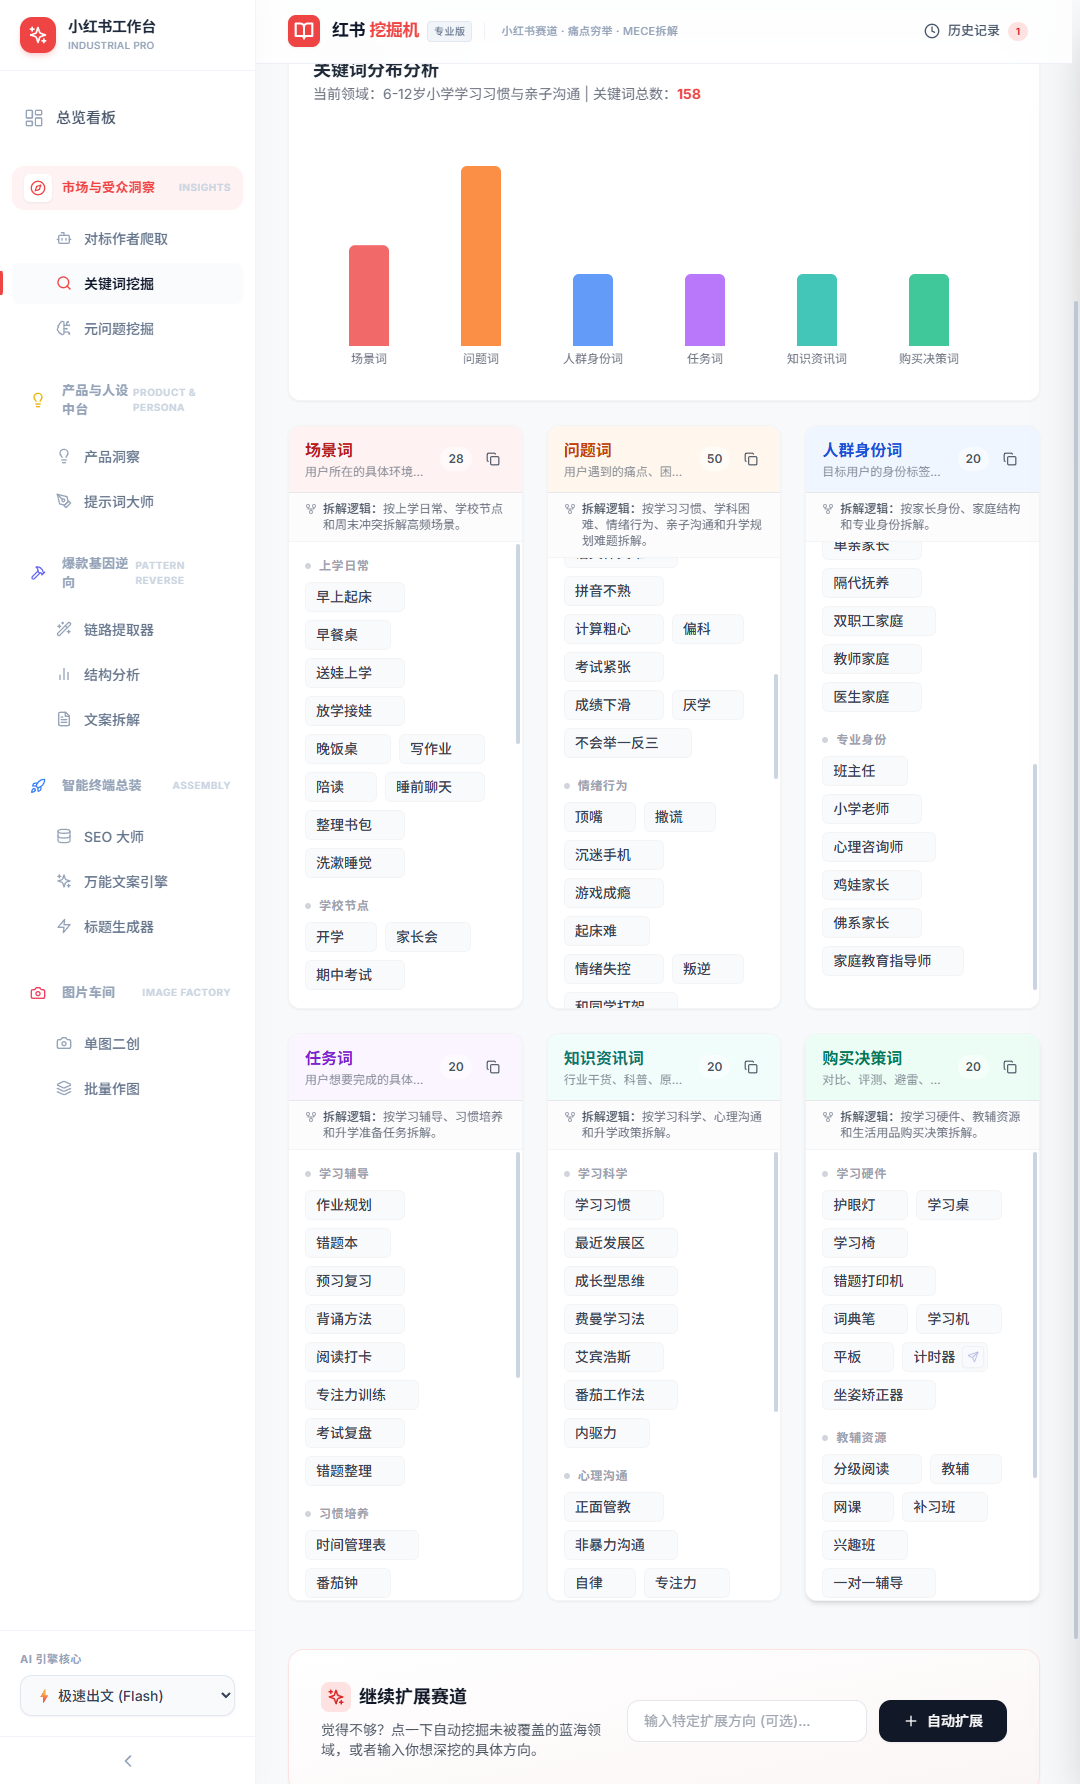 小红书工作台
INDUSTRIAL PRO
总览看板
市场与受众洞察 INSIGHTS
对标作者爬取
关键词挖掘
元问题挖掘
产品与人设中台 PRODUCT & PERSONA
产品洞察
提示词大师
爆款基因逆向 PATTERN REVERSE
链路提取器
结构分析
文案拆解
智能终端总装 ASSEMBLY
SEO 大师
万能文案引擎
标题生成器
图片车间 IMAGE FACTORY
单图二创
批量作图
AI 引擎核心
极速出文 (Flash)
红书 挖掘机 专业版 小红书赛道 · 痛点穷举 · MECE拆解
历史记录 1
关键词分布分析
当前领域：6-12岁小学学习习惯与亲子沟通 | 关键词总数：158
场景词 问题词 人群身份词 任务词 知识资讯词 购买决策词
场景词
用户所在的具体环境...
28
拆解逻辑：按上学日常、学校节点
和周末冲突拆解高频场景。
上学日常
早上起床
早餐桌
送娃上学
放学接娃
晚饭桌 写作业
陪读 睡前聊天
整理书包
洗漱睡觉
学校节点
开学 家长会
期中考试
问题词
用户遇到的痛点、困...
50
拆解逻辑：按学习习惯、学科困
难、情绪行为、亲子沟通和升学规
划难题拆解。
拼音不熟
计算粗心 偏科
考试紧张
成绩下滑 厌学
不会举一反三
情绪行为
顶嘴 撒谎
沉迷手机
游戏成瘾
起床难
情绪失控 叛逆
和同学打架
人群身份词
目标用户的身份标签...
20
拆解逻辑：按家长身份、家庭结构
和专业身份拆解。
单亲家长
隔代抚养
双职工家庭
教师家庭
医生家庭
专业身份
班主任
小学老师
心理咨询师
鸡娃家长
佛系家长
家庭教育指导师
任务词
用户想要完成的具体...
20
拆解逻辑：按学习辅导、习惯培养
和升学准备任务拆解。
学习辅导
作业规划
错题本
预习复习
背诵方法
阅读打卡
专注力训练
考试复盘
错题整理
习惯培养
时间管理表
番茄钟
知识资讯词
行业干货、科普、原...
20
拆解逻辑：按学习科学、心理沟通
和升学政策拆解。
学习科学
学习习惯
最近发展区
成长型思维
费曼学习法
艾宾浩斯
番茄工作法
内驱力
心理沟通
正面管教
非暴力沟通
自律 专注力
购买决策词
对比、评测、避雷、...
20
拆解逻辑：按学习硬件、教辅资源
和生活用品购买决策拆解。
学习硬件
护眼灯 学习桌
学习椅
错题打印机
词典笔 学习机
平板 计时器
坐姿矫正器
教辅资源
分级阅读 教辅
网课 补习班
兴趣班
一对一辅导
继续扩展赛道
觉得不够？点一下自动挖掘未被覆盖的蓝海领
域，或者输入你想深挖的具体方向。
输入特定扩展方向 (可选)...
自动扩展